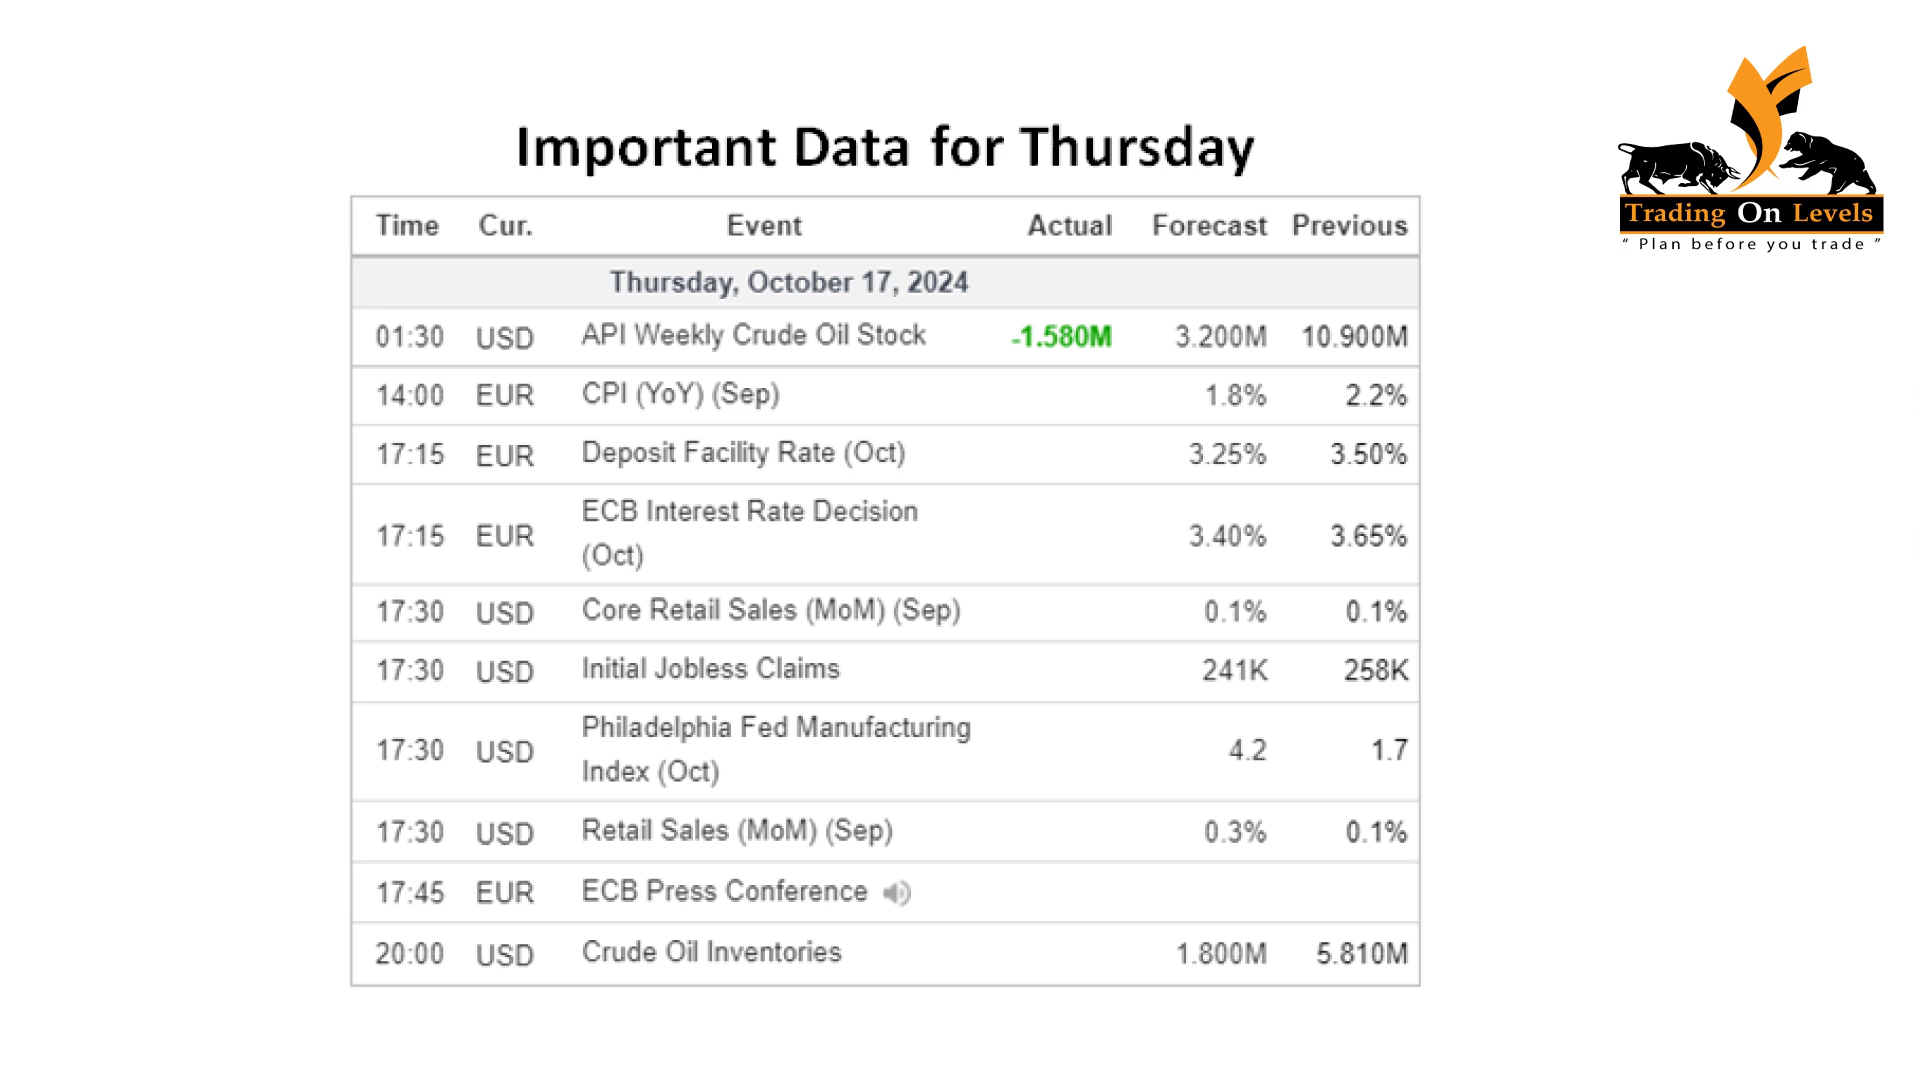 Important Data for Thursday
Trading On Levels
“ Plan before you trade ”
Time Cur. Event Actual Forecast Previous
Thursday, October 17, 2024
01:30 USD API Weekly Crude Oil Stock -1.580M 3.200M 10.900M
14:00 EUR CPI (YoY) (Sep) 1.8% 2.2%
17:15 EUR Deposit Facility Rate (Oct) 3.25% 3.50%
17:15 EUR ECB Interest Rate Decision
(Oct) 3.40% 3.65%
17:30 USD Core Retail Sales (MoM) (Sep) 0.1% 0.1%
17:30 USD Initial Jobless Claims 241K 258K
17:30 USD Philadelphia Fed Manufacturing
Index (Oct) 4.2 1.7
17:30 USD Retail Sales (MoM) (Sep) 0.3% 0.1%
17:45 EUR ECB Press Conference
20:00 USD Crude Oil Inventories 1.800M 5.810M